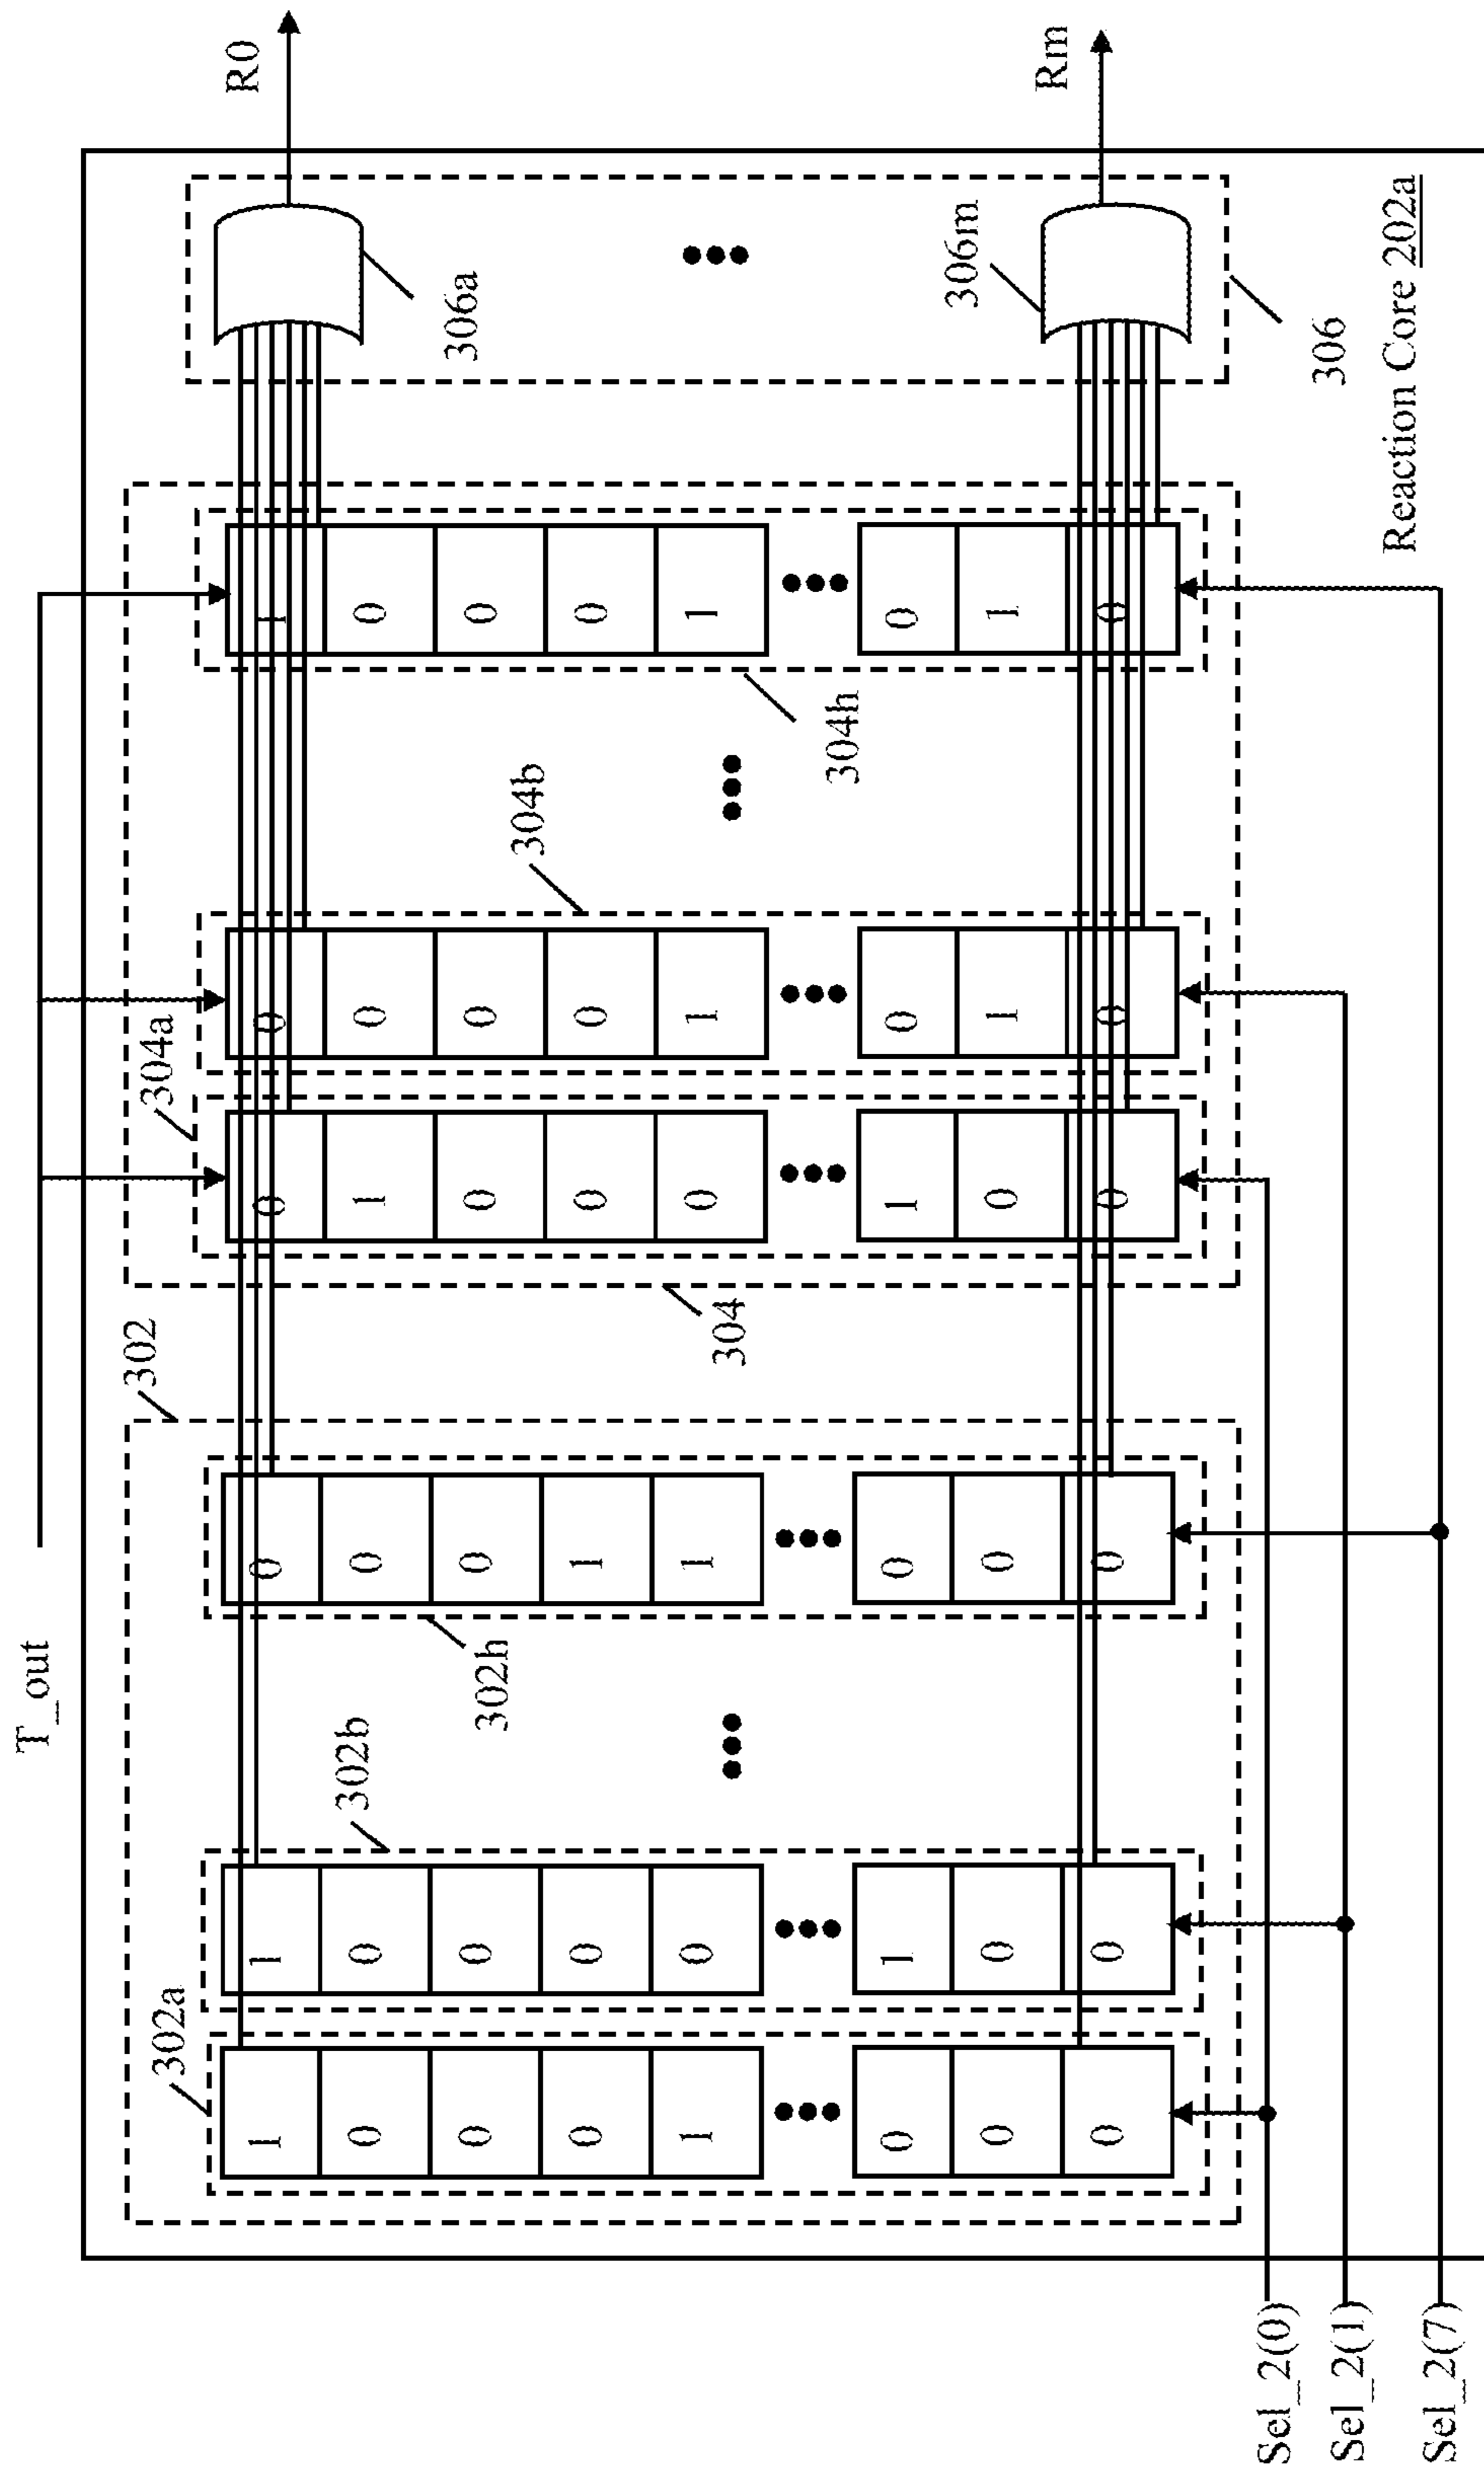 T_out
302a
302
304a
R0
1 1 0 0 0 1
302b
0 0 0 1 0 0
306a
302h
0 0 0 0 0 0
304b
0 0 1 0 0 0
1 0 1 0 1 1
304
304h
0 1 0 1 0 0
306m
0 0 0 0 1 1
Rm
0 0 0 0 0 0
Sel_2(0)
306
Sel_2(1)
Reaction Core 202a
Sel_2(7)